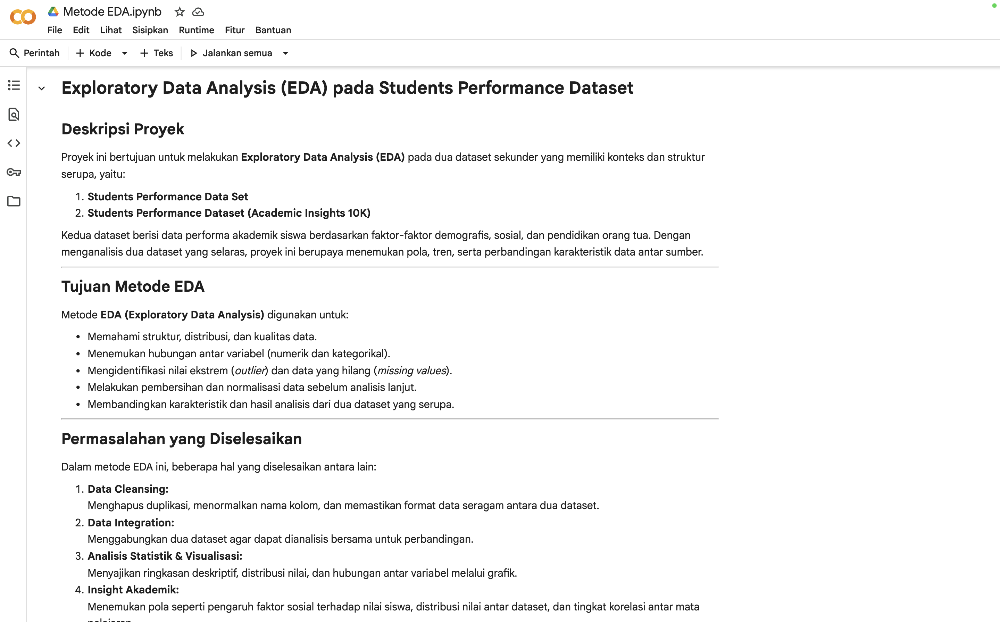 Metode EDA.ipynb
File Edit Lihat Sisipkan Runtime Fitur Bantuan
Perintah + Kode + Teks Jalankan semua
Exploratory Data Analysis (EDA) pada Students Performance Dataset
Deskripsi Proyek
Proyek ini bertujuan untuk melakukan Exploratory Data Analysis (EDA) pada dua dataset sekunder yang memiliki konteks dan struktur
serupa, yaitu:
1. Students Performance Data Set
2. Students Performance Dataset (Academic Insights 10K)
Kedua dataset berisi data performa akademik siswa berdasarkan faktor-faktor demografis, sosial, dan pendidikan orang tua. Dengan
menganalisis dua dataset yang selaras, proyek ini berupaya menemukan pola, tren, serta perbandingan karakteristik data antar sumber.
Tujuan Metode EDA
Metode EDA (Exploratory Data Analysis) digunakan untuk:
• Memahami struktur, distribusi, dan kualitas data.
• Menemukan hubungan antar variabel (numerik dan kategorikal).
• Mengidentifikasi nilai ekstrem (outlier) dan data yang hilang (missing values).
• Melakukan pembersihan dan normalisasi data sebelum analisis lanjut.
• Membandingkan karakteristik dan hasil analisis dari dua dataset yang serupa.
Permasalahan yang Diselesaikan
Dalam metode EDA ini, beberapa hal yang diselesaikan antara lain:
1. Data Cleansing:
Menghapus duplikasi, menormalkan nama kolom, dan memastikan format data seragam antara dua dataset.
2. Data Integration:
Menggabungkan dua dataset agar dapat dianalisis bersama untuk perbandingan.
3. Analisis Statistik & Visualisasi:
Menyajikan ringkasan deskriptif, distribusi nilai, dan hubungan antar variabel melalui grafik.
4. Insight Akademik:
Menemukan pola seperti pengaruh faktor sosial terhadap nilai siswa, distribusi nilai antar dataset, dan tingkat korelasi antar mata